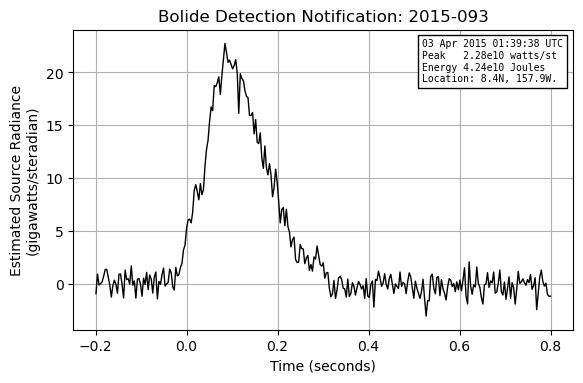 Bolide Detection Notification: 2015-093
03 Apr 2015 01:39:38 UTC
Peak   2.28e10 watts/st
Energy 4.24e10 Joules
Location: 8.4N, 157.9W.
Estimated Source Radiance
(gigawatts/steradian)
20
15
10
5
0
−0.2
0.0
0.2
0.4
0.6
0.8
Time (seconds)